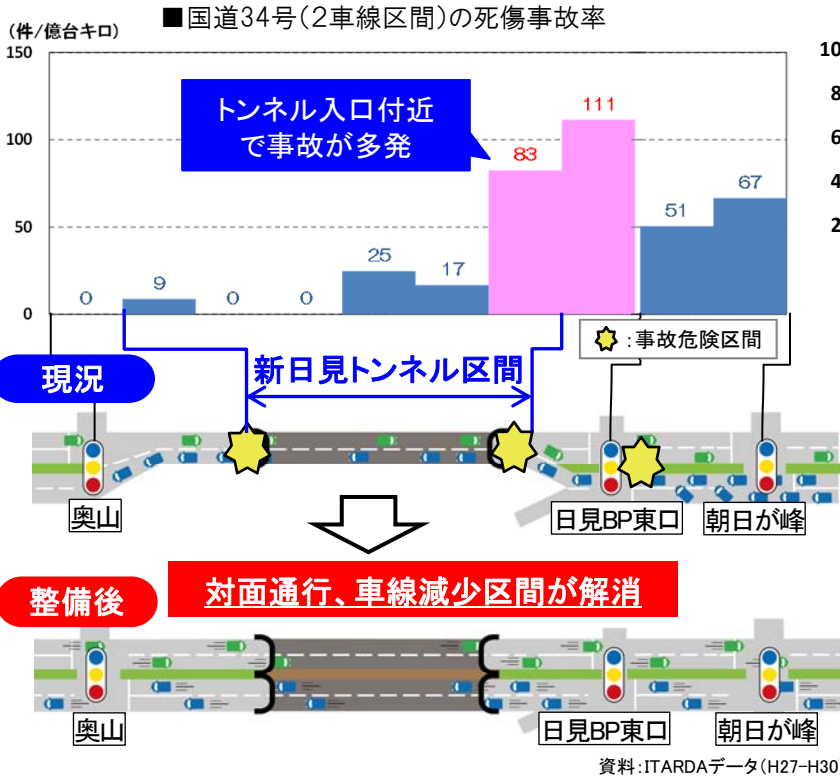 ■国道34号(2車線区間)の死傷事故率
(件/億台キロ)
150
100
50
0
トンネル入口付近
で事故が多発
0
9
0
0
25
17
83
111
51
67
10
8
6
4
2
:事故危険区間
現況
新日見トンネル区間
奥山
日見BP東口
朝日が峰
整備後
対面通行、車線減少区間が解消
奥山
日見BP東口
朝日が峰
資料:ITARDAデータ(H27-H30